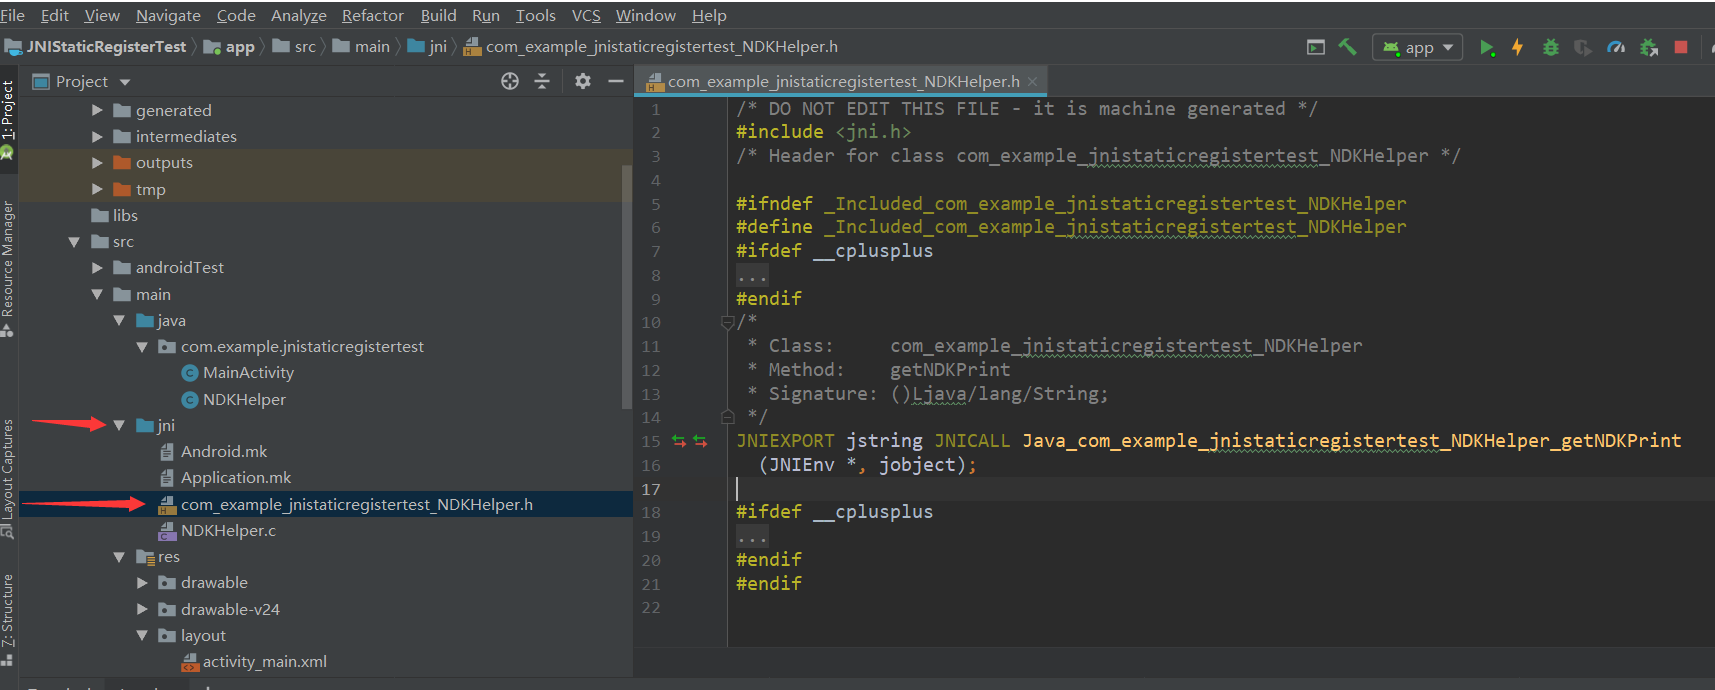 File Edit View Navigate Code Analyze Refactor Build Run Tools VCS Window Help
JNIStaticRegisterTest app src main jni com_example_jnistaticregistertest_NDKHelper.h app
Project
com_example_jnistaticregistertest_NDKHelper.h
1: Project
Resource Manager
Layout Captures
7: Structure
generated
intermediates
outputs
tmp
libs
src
androidTest
main
java
com.example.jnistaticregistertest
MainActivity
NDKHelper
jni
Android.mk
Application.mk
com_example_jnistaticregistertest_NDKHelper.h
NDKHelper.c
res
drawable
drawable-v24
layout
activity_main.xml
1 /* DO NOT EDIT THIS FILE - it is machine generated */
2 #include <jni.h>
3 /* Header for class com_example_jnistaticregistertest_NDKHelper */
4
5 #ifndef _Included_com_example_jnistaticregistertest_NDKHelper
6 #define _Included_com_example_jnistaticregistertest_NDKHelper
7 #ifdef __cplusplus
8 ...
9 #endif
10 /*
11 * Class: com_example_jnistaticregistertest_NDKHelper
12 * Method: getNDKPrint
13 * Signature: ()Ljava/lang/String;
14 */
15 JNIEXPORT jstring JNICALL Java_com_example_jnistaticregistertest_NDKHelper_getNDKPrint
16 (JNIEnv *, jobject);
17
18 #ifdef __cplusplus
19 ...
20 #endif
21 #endif
22